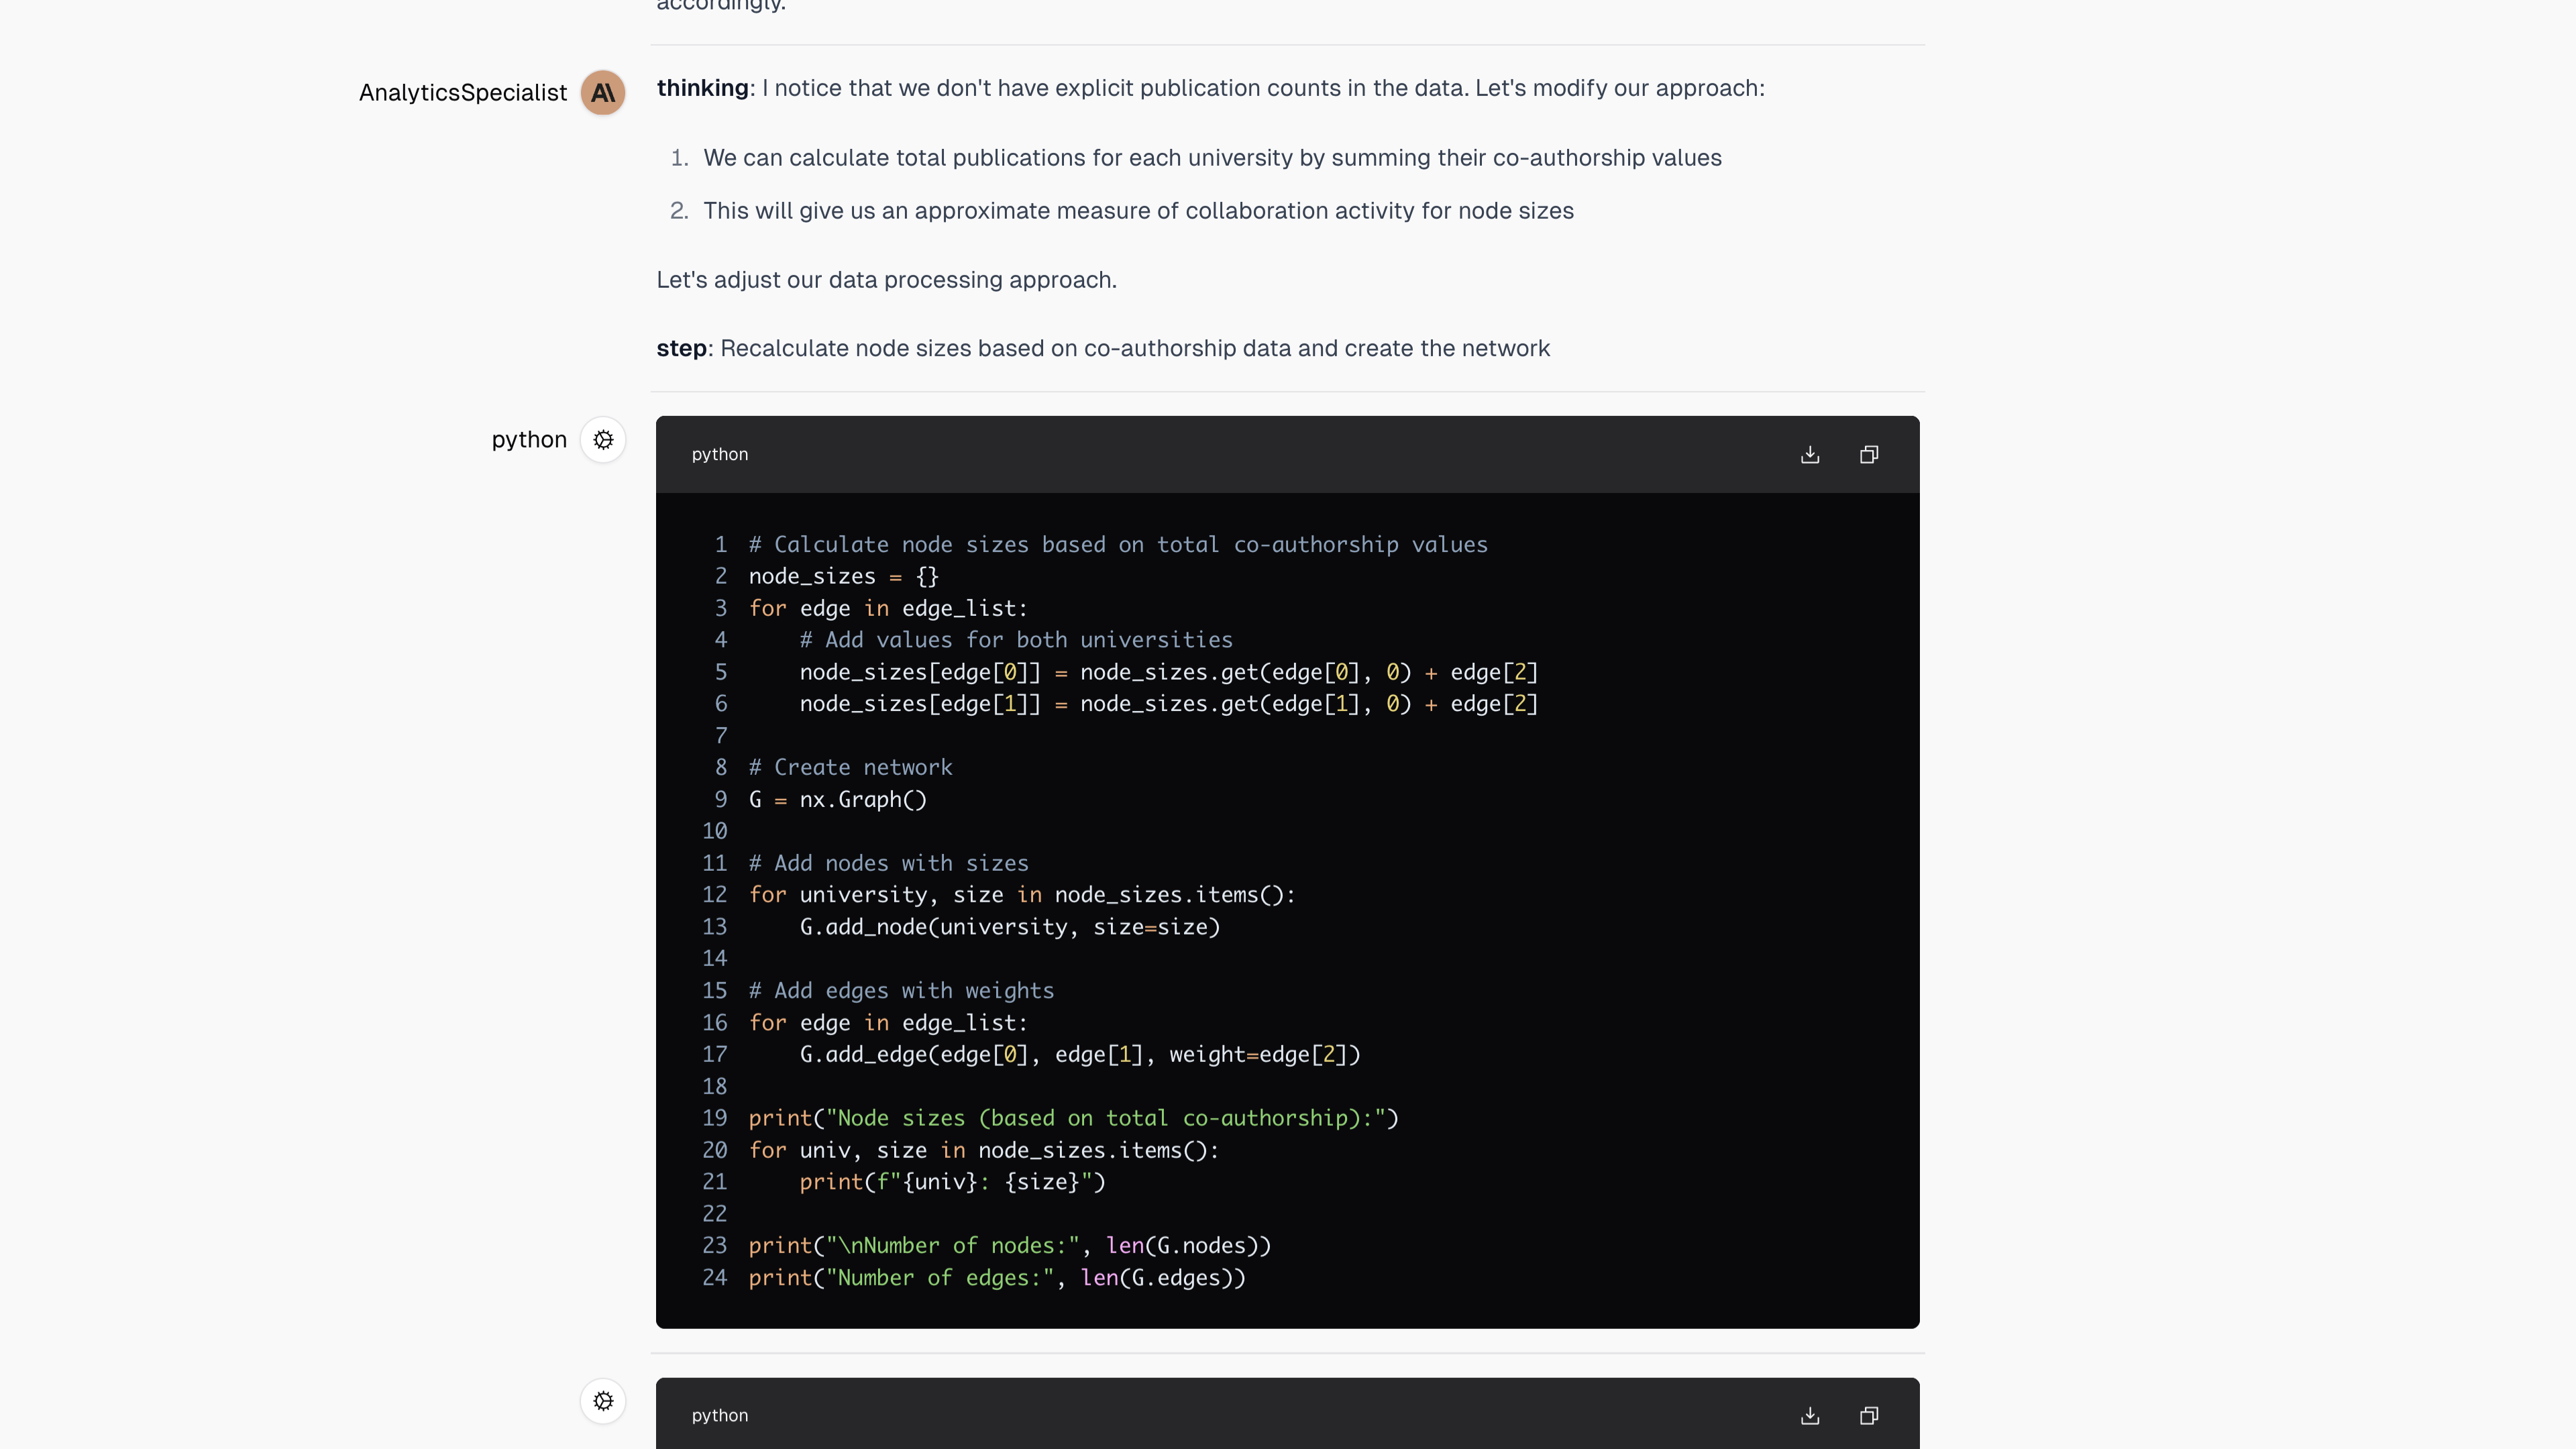 accordingly.
AnalyticsSpecialist
A\
thinking: I notice that we don't have explicit publication counts in the data. Let's modify our approach:
1. We can calculate total publications for each university by summing their co-authorship values
2. This will give us an approximate measure of collaboration activity for node sizes
Let's adjust our data processing approach.
step: Recalculate node sizes based on co-authorship data and create the network
python
python
1 # Calculate node sizes based on total co-authorship values
2 node_sizes = {}
3 for edge in edge_list:
4     # Add values for both universities
5     node_sizes[edge[0]] = node_sizes.get(edge[0], 0) + edge[2]
6     node_sizes[edge[1]] = node_sizes.get(edge[1], 0) + edge[2]
7
8 # Create network
9 G = nx.Graph()
10
11 # Add nodes with sizes
12 for university, size in node_sizes.items():
13     G.add_node(university, size=size)
14
15 # Add edges with weights
16 for edge in edge_list:
17     G.add_edge(edge[0], edge[1], weight=edge[2])
18
19 print("Node sizes (based on total co-authorship):")
20 for univ, size in node_sizes.items():
21     print(f"{univ}: {size}")
22
23 print("\nNumber of nodes:", len(G.nodes))
24 print("Number of edges:", len(G.edges))
python